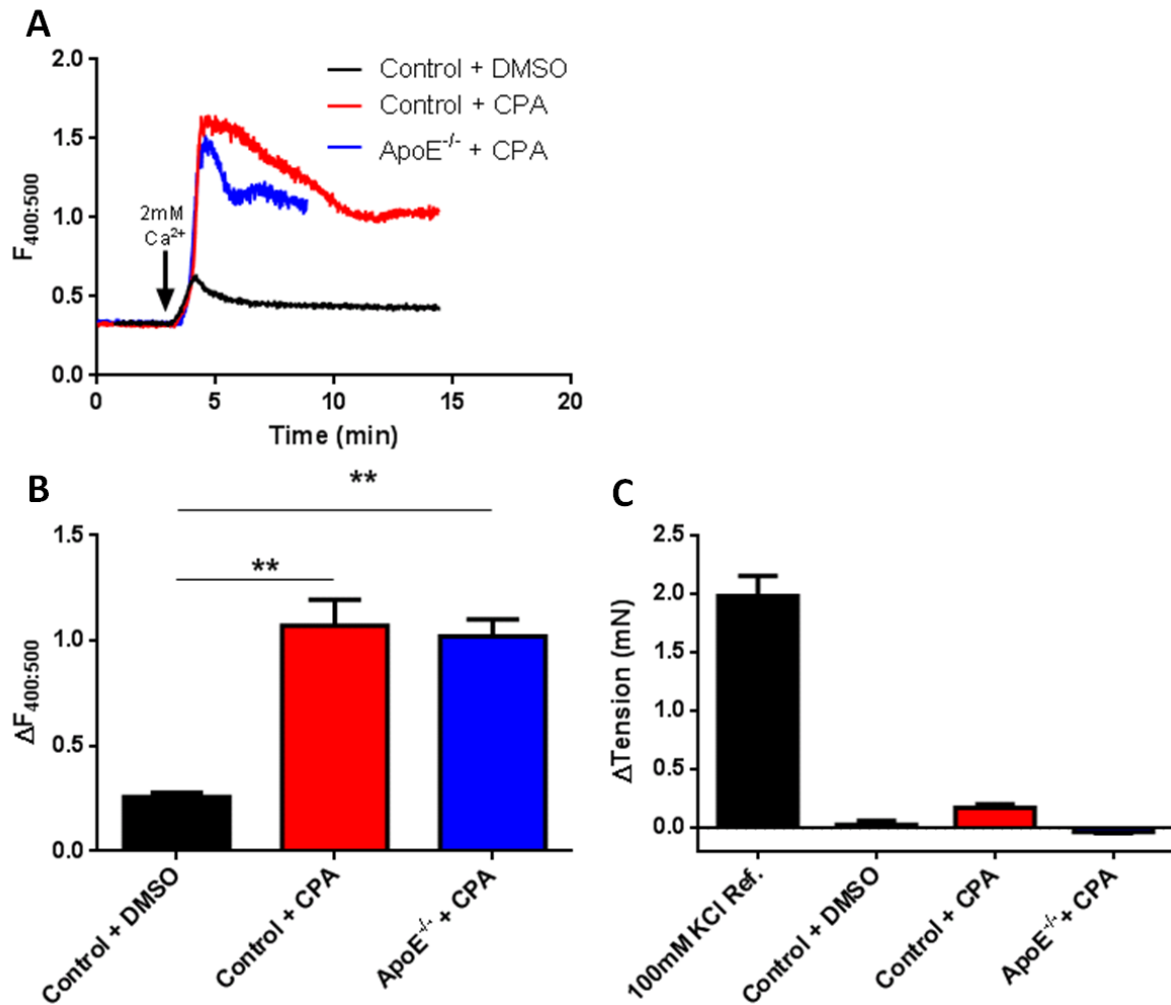 A
2.0
1.5
1.0
0.5
0.0
F400:500
2mM
Ca2+
Control + DMSO
Control + CPA
ApoE-/- + CPA
0 5 10 15 20
Time (min)
B
**
**
1.5
1.0
0.5
0.0
ΔF400:500
Control + DMSO
Control + CPA
ApoE-/- + CPA
C
2.5
2.0
1.5
1.0
0.5
0.0
ΔTension (mN)
100mM KCl Ref.
Control + DMSO
Control + CPA
ApoE-/- + CPA